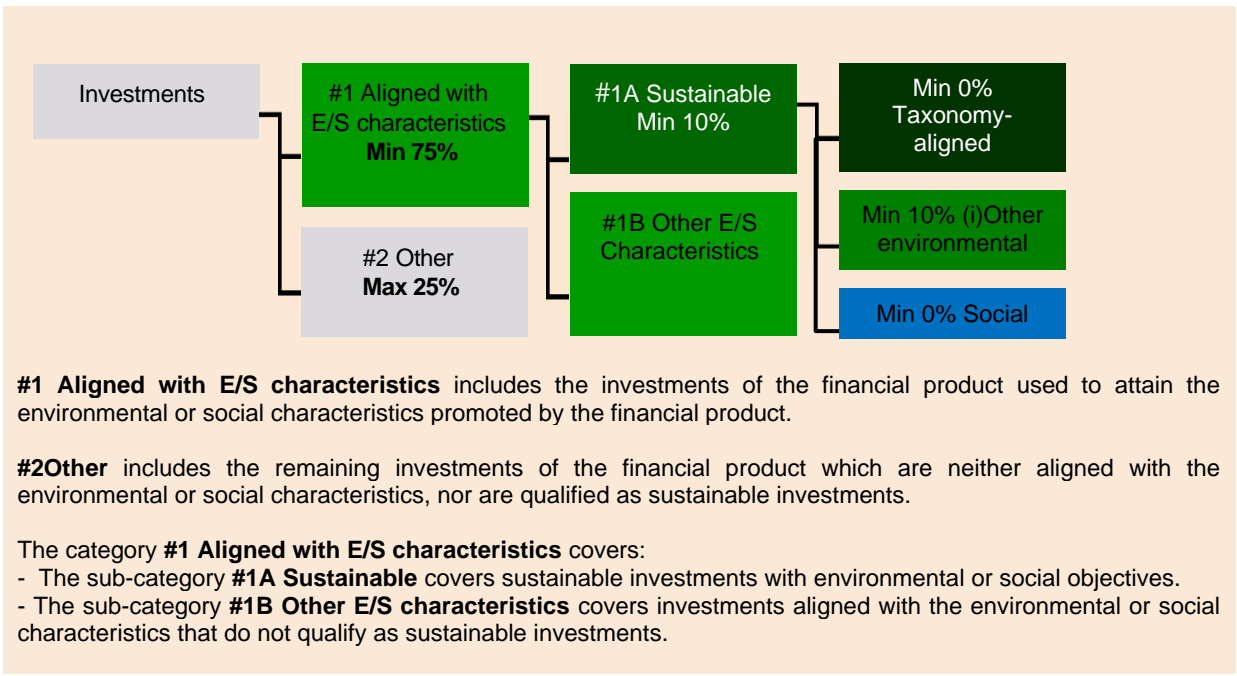 Investments
#1 Aligned with
E/S characteristics
Min 75%
#2 Other
Max 25%
#1A Sustainable
Min 10%
#1B Other E/S
Characteristics
Min 0%
Taxonomy-
aligned
Min 10% (i)Other
environmental
Min 0% Social
#1 Aligned with E/S characteristics includes the investments of the financial product used to attain the
environmental or social characteristics promoted by the financial product.
#2Other includes the remaining investments of the financial product which are neither aligned with the
environmental or social characteristics, nor are qualified as sustainable investments.
The category #1 Aligned with E/S characteristics covers:
- The sub-category #1A Sustainable covers sustainable investments with environmental or social objectives.
- The sub-category #1B Other E/S characteristics covers investments aligned with the environmental or social
characteristics that do not qualify as sustainable investments.